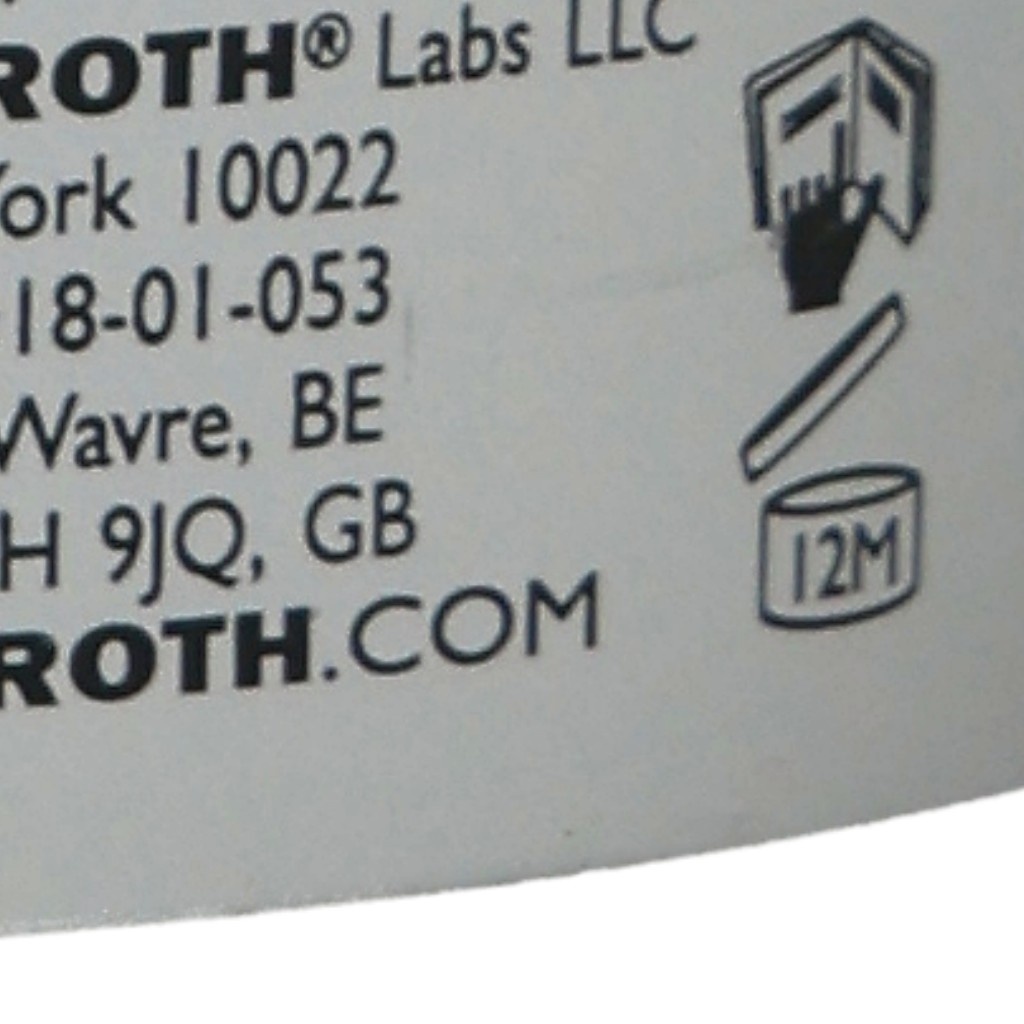 ROTH® Labs LLC
York 10022
18-01-053
Wavre, BE
H 9JQ, GB
ROTH.COM
12M